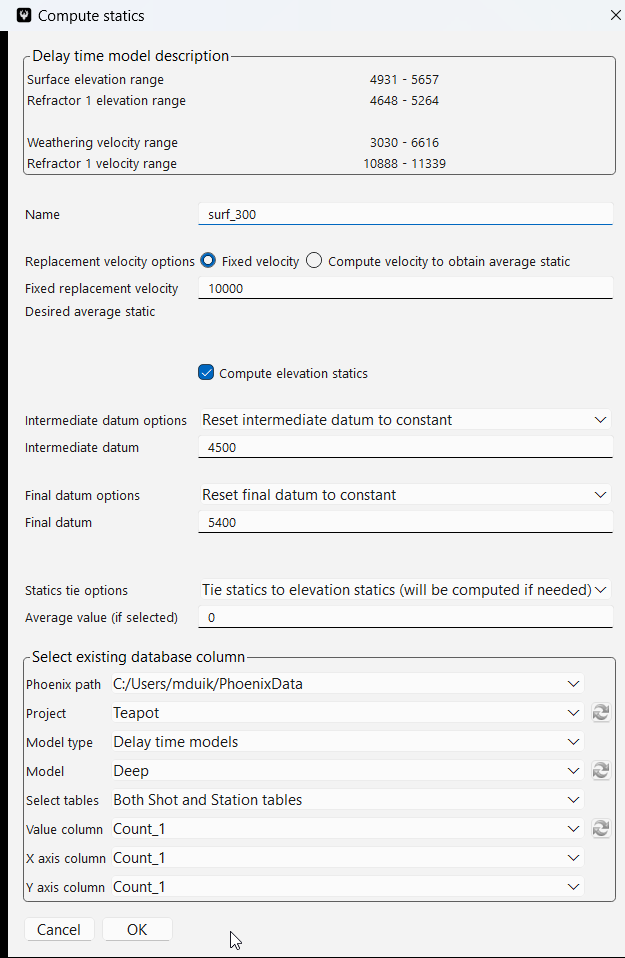 Compute statics
Delay time model description
Surface elevation range 4931 - 5657
Refractor 1 elevation range 4648 - 5264
Weathering velocity range 3030 - 6616
Refractor 1 velocity range 10888 - 11339
Name surf_300
Replacement velocity options Fixed velocity Compute velocity to obtain average static
Fixed replacement velocity 10000
Desired average static
Compute elevation statics
Intermediate datum options Reset intermediate datum to constant
Intermediate datum 4500
Final datum options Reset final datum to constant
Final datum 5400
Statics tie options Tie statics to elevation statics (will be computed if needed)
Average value (if selected) 0
Select existing database column
Phoenix path C:/Users/mduik/PhoenixData
Project Teapot
Model type Delay time models
Model Deep
Select tables Both Shot and Station tables
Value column Count_1
X axis column Count_1
Y axis column Count_1
Cancel OK